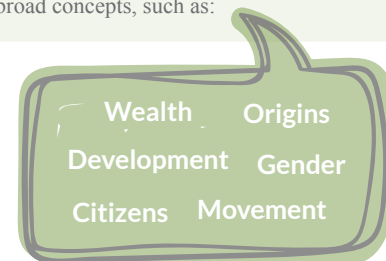 broad concepts, such as:
Wealth Origins
Development Gender
Citizens Movement